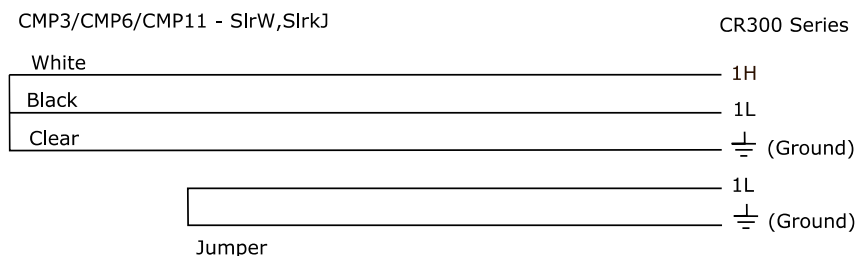 CMP3/CMP6/CMP11 - SlrW,SlrkJ
CR300 Series
White
1H
Black
1L
Clear
(Ground)
1L
(Ground)
Jumper